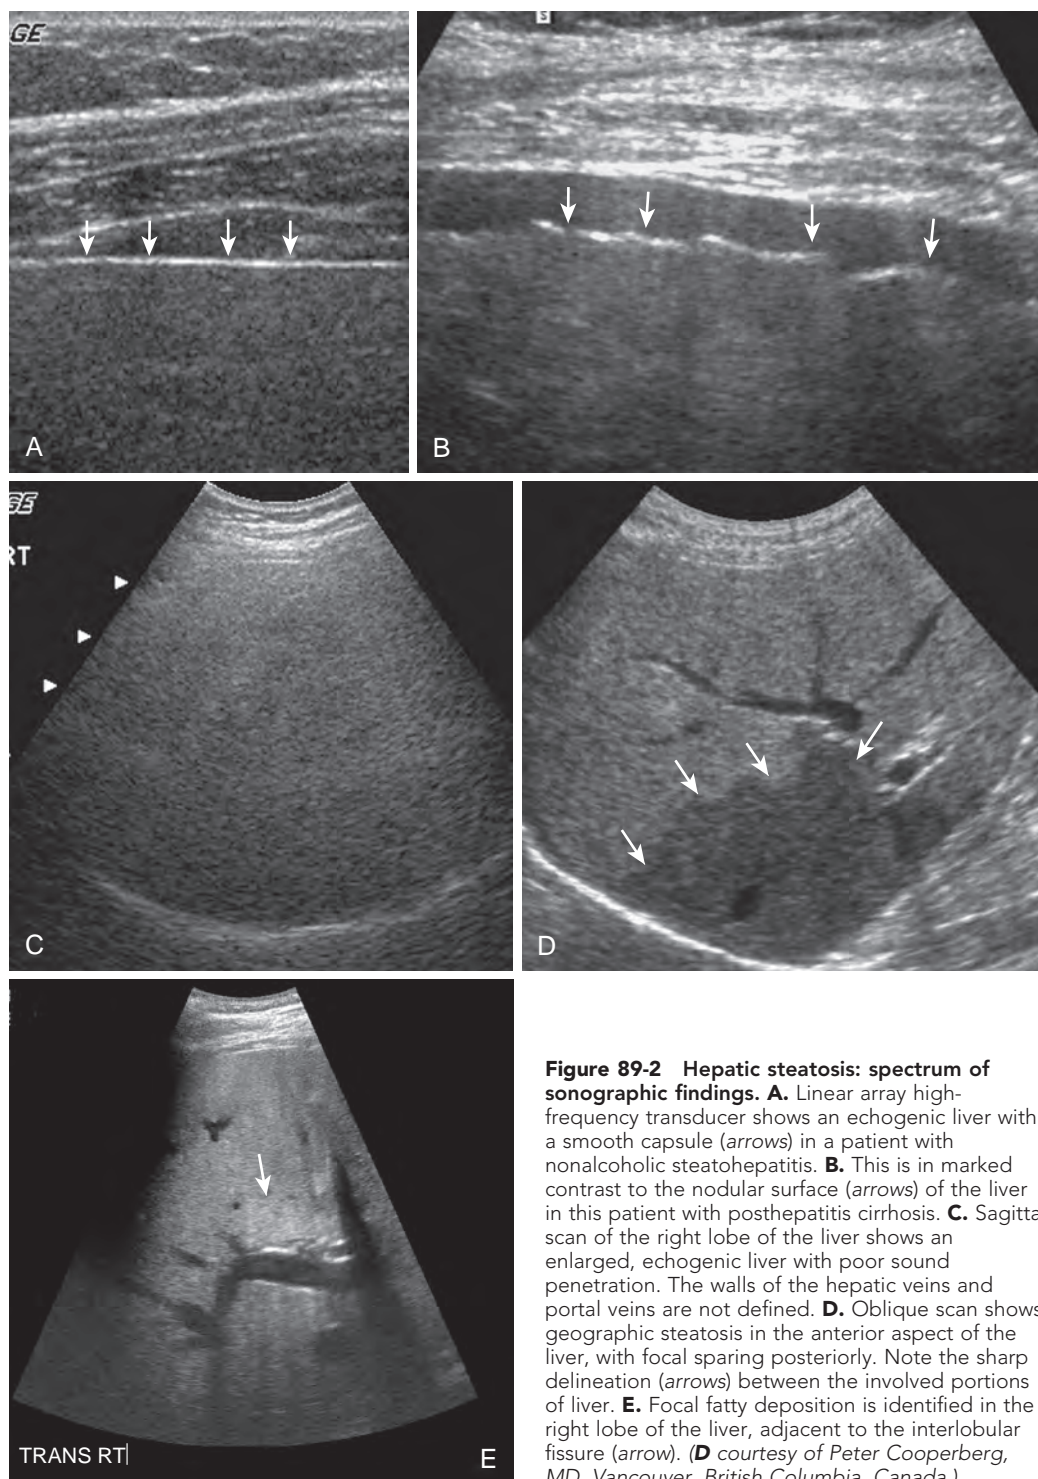 GE
S
A
B
GE
RT
C
D
TRANS RT
E
Figure 89-2 Hepatic steatosis: spectrum of
sonographic findings. A. Linear array high-
frequency transducer shows an echogenic liver with
a smooth capsule (arrows) in a patient with
nonalcoholic steatohepatitis. B. This is in marked
contrast to the nodular surface (arrows) of the liver
in this patient with posthepatitis cirrhosis. C. Sagitta
scan of the right lobe of the liver shows an
enlarged, echogenic liver with poor sound
penetration. The walls of the hepatic veins and
portal veins are not defined. D. Oblique scan shows
geographic steatosis in the anterior aspect of the
liver, with focal sparing posteriorly. Note the sharp
delineation (arrows) between the involved portions
of liver. E. Focal fatty deposition is identified in the
right lobe of the liver, adjacent to the interlobular
fissure (arrow). (D courtesy of Peter Cooperberg,
MD, Vancouver, British Columbia, Canada.)